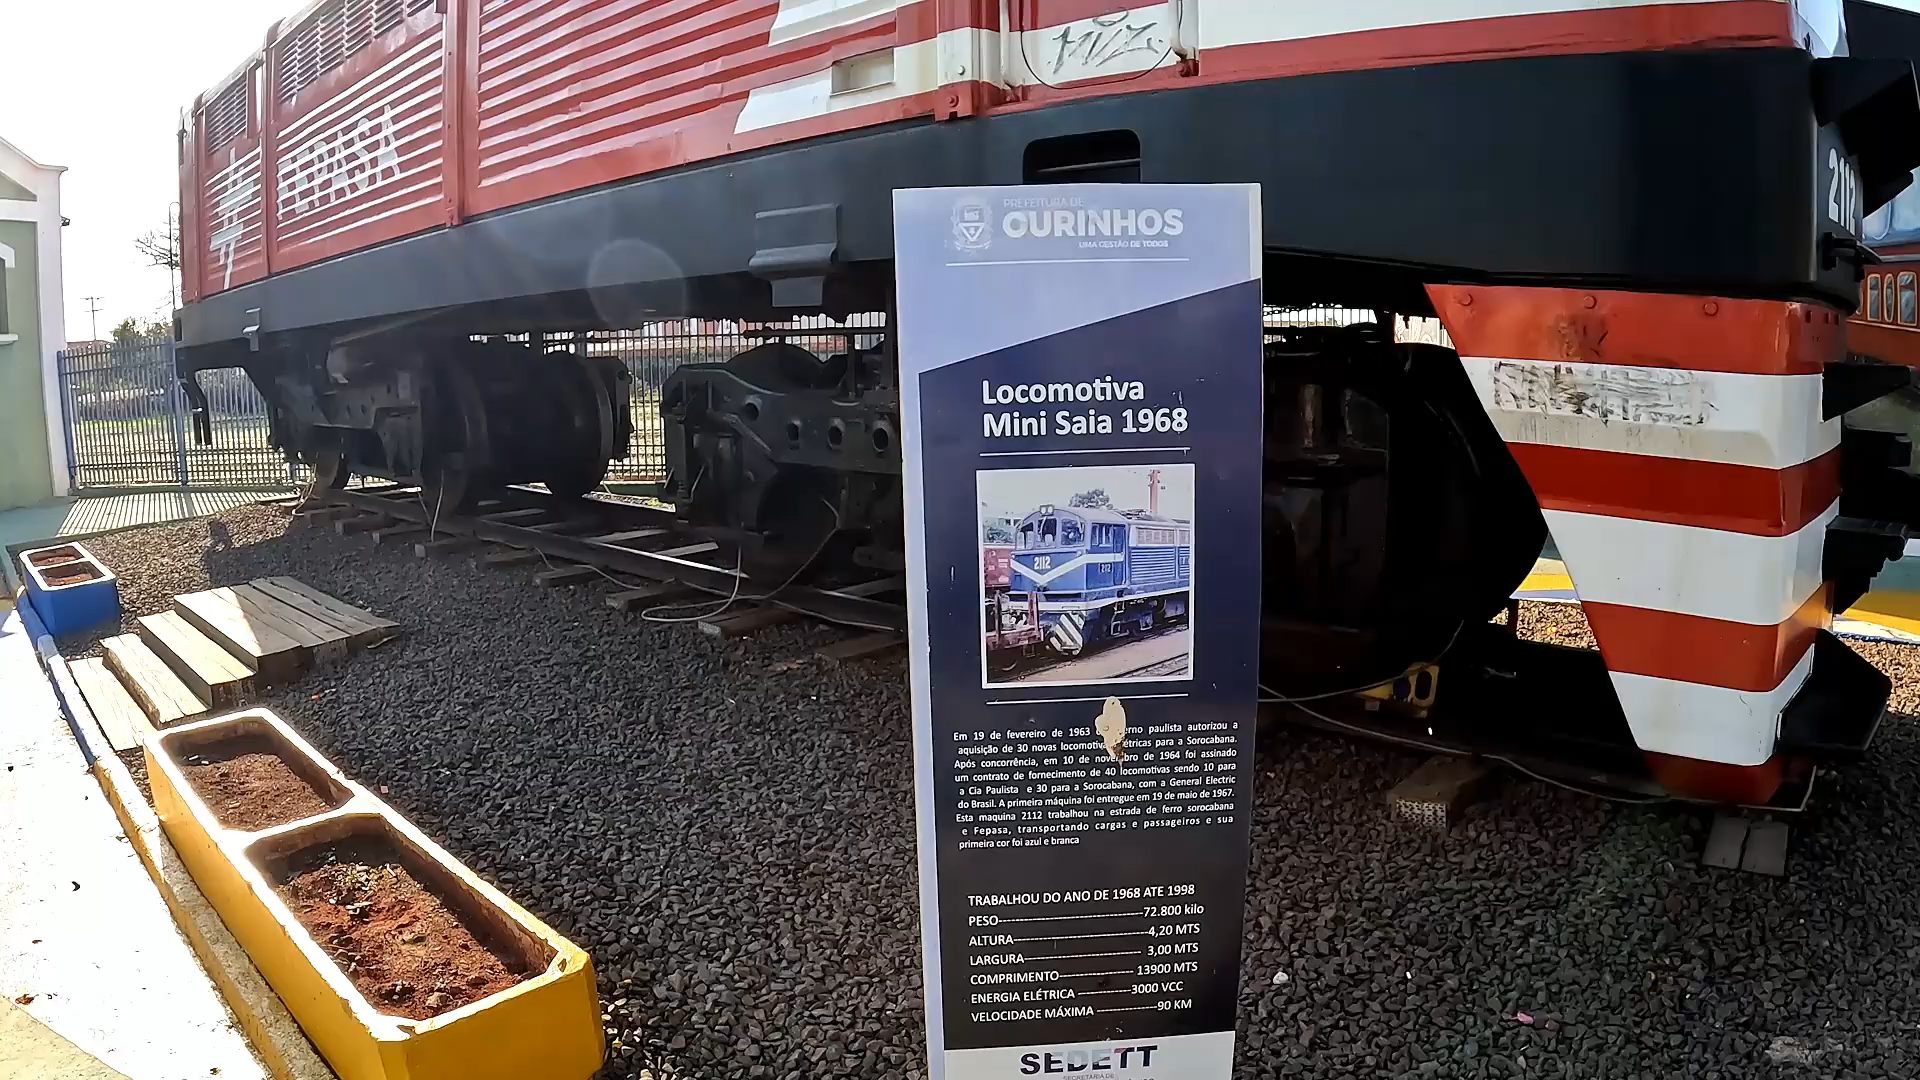 MVZ
FEPASA
2112
PREFEITURA DE
OURINHOS
UMA GESTÃO DE TODOS
Locomotiva
Mini Saia 1968
2112
212
Em 19 de fevereiro de 1963 paulista autorizou a
aquisição de 30 novas locomotivas elétricas para a Sorocabana.
Após concorrência, em 10 de novembro de 1964 foi assinado
um contrato de fornecimento de 40 locomotivas sendo 10 para
a Cia Paulista e 30 para a Sorocabana, com a General Electric
do Brasil. A primeira máquina foi entregue em 19 de maio de 1967.
Esta maquina 2112 trabalhou na estrada de ferro sorocabana
e Fepasa, transportando cargas e passageiros e sua
primeira cor foi azul e branca
TRABALHOU DO ANO DE 1968 ATE 1998
PESO--------------------------------72.800 kilo
ALTURA------------------------------4,20 MTS
LARGURA-------------------------- 3,00 MTS
COMPRIMENTO----------------- 13900 MTS
ENERGIA ELÉTRICA ------------3000 VCC
VELOCIDADE MÁXIMA --------------90 KM
SEDETT
SECRETARIA DE